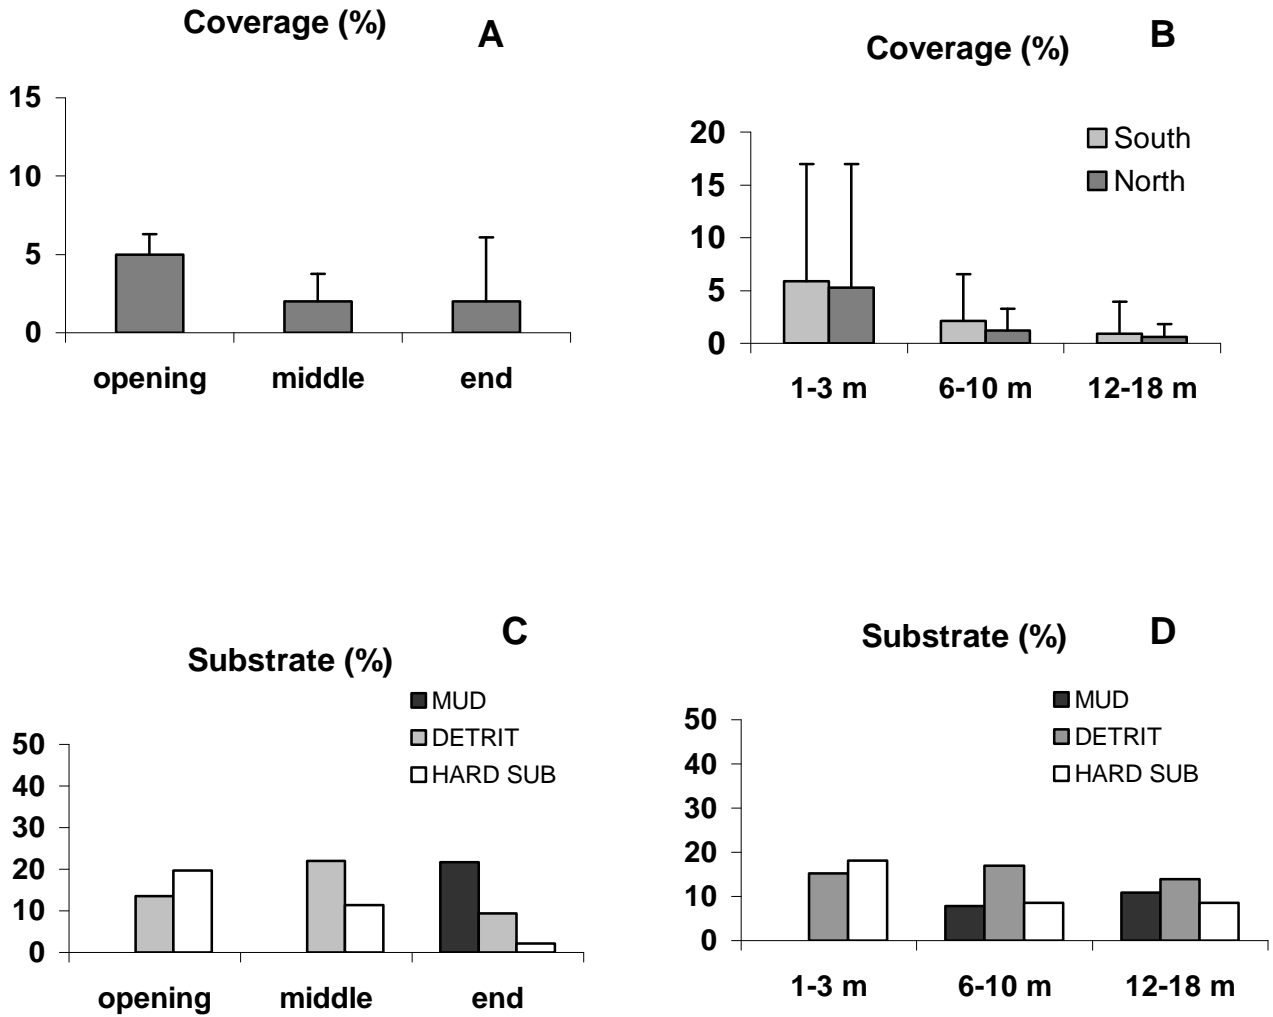 Coverage (%) A
15
10
5
0
opening middle end
Coverage (%) B
20
15
10
5
0
South
North
1-3 m 6-10 m 12-18 m
Substrate (%) C
MUD
DETRIT
HARD SUB
50
40
30
20
10
0
opening middle end
Substrate (%) D
MUD
DETRIT
HARD SUB
50
40
30
20
10
0
1-3 m 6-10 m 12-18 m